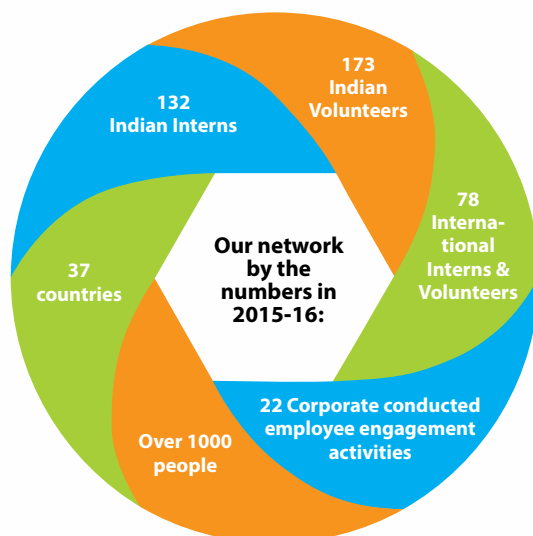 Our network
by the
numbers in
2015-16:
173
Indian
Volunteers
78
Interna-
tional
Interns &
Volunteers
22 Corporate conducted
employee engagement
activities
Over 1000
people
37
countries
132
Indian Interns